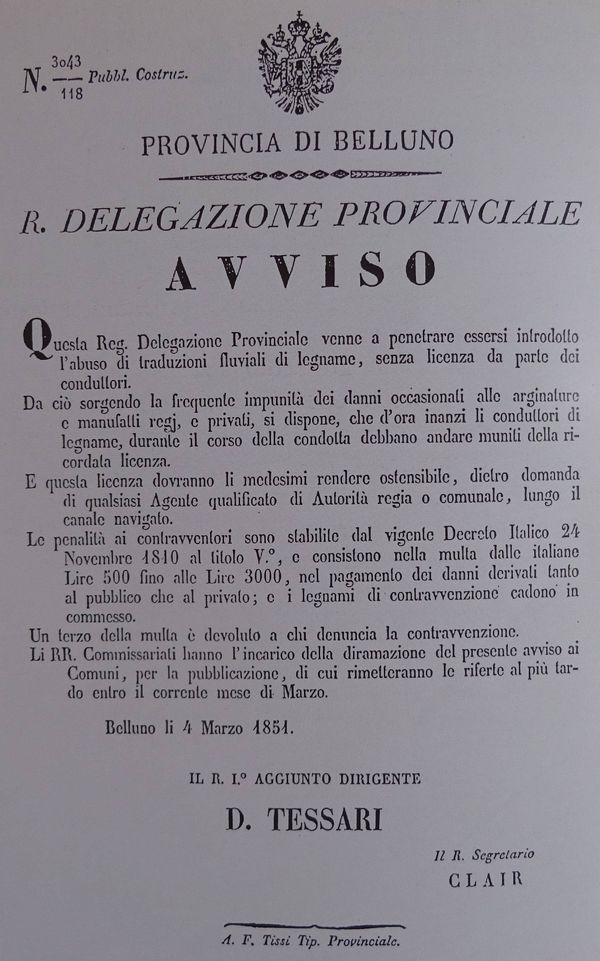 N. 3043/118 Pubbl. Costruz.
PROVINCIA DI BELLUNO
R. DELEGAZIONE PROVINCIALE
AVVISO
Questa Reg. Delegazione Provinciale venne a penetrare essersi introdotto
l'abuso di traduzioni fluviali di legname, senza licenza da parte dei
conduttori.
Da ciò sorgendo la frequente impunità dei danni occasionati alle arginature
e manufatti regj, e privati, si dispone, che d'ora inanzi li conduttori di
legname, durante il corso della condotta debbano andare muniti della ri-
cordata licenza.
E questa licenza dovranno li medesimi rendere ostensibile, dietro domanda
di qualsiasi Agente qualificato di Autorità regia o comunale, lungo il
canale navigato.
Le penalità ai contravventori sono stabilite dal vigente Decreto Italico 24
Novembre 1810 al titolo V.º, e consistono nella multa dalle italiane
Lire 500 fino alle Lire 3000, nel pagamento dei danni derivati tanto
al pubblico che al privato; e i legnami di contravvenzione cadono in
commesso.
Un terzo della multa è devoluto a chi denuncia la contravvenzione.
Li RR. Commissariati hanno l'incarico della diramazione del presente avviso ai
Comuni, per la pubblicazione, di cui rimetteranno le riferte al più tar-
do entro il corrente mese di Marzo.
Belluno li 4 Marzo 1851.
IL R. I.º AGGIUNTO DIRIGENTE
D. TESSARI
Il R. Segretario
CLAIR
A. F. Tissi Tip. Provinciale.